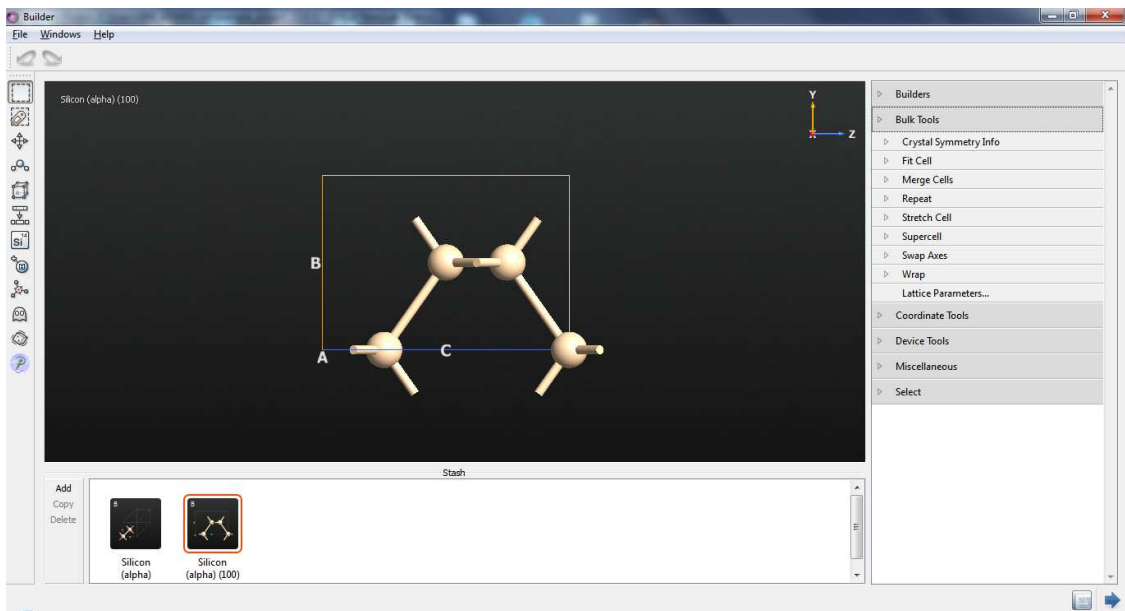 Builder
File Windows Help
Silicon (alpha) (100)
Y
Z
X
B
A
C
Builders
Bulk Tools
Crystal Symmetry Info
Fit Cell
Merge Cells
Repeat
Stretch Cell
Supercell
Swap Axes
Wrap
Lattice Parameters...
Coordinate Tools
Device Tools
Miscellaneous
Select
Si 14
Stash
Add
Copy
Delete
B
Silicon
(alpha)
B
Silicon
(alpha) (100)